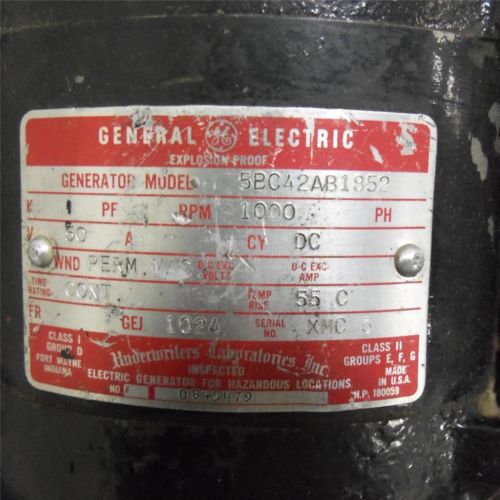 GENERAL GE ELECTRIC
EXPLOSION PROOF
GENERATOR MODEL 5BC42AB1852
K PF RPM 1000 PH
V 50 A CY DC
WND PERM. D-C EXC VOLTS D-C EXC AMP
TIME RATING CONT. TEMP RISE 55 C
FR GEJ 1024 SERIAL NO. XMC
CLASS I GROUP D
FORT WAYNE INDIANA
Underwriters Laboratories, Inc.
INSPECTED
ELECTRIC GENERATOR FOR HAZARDOUS LOCATIONS
NO F
CLASS II
GROUPS E, F, G
MADE IN U.S.A.
N.P. 180059